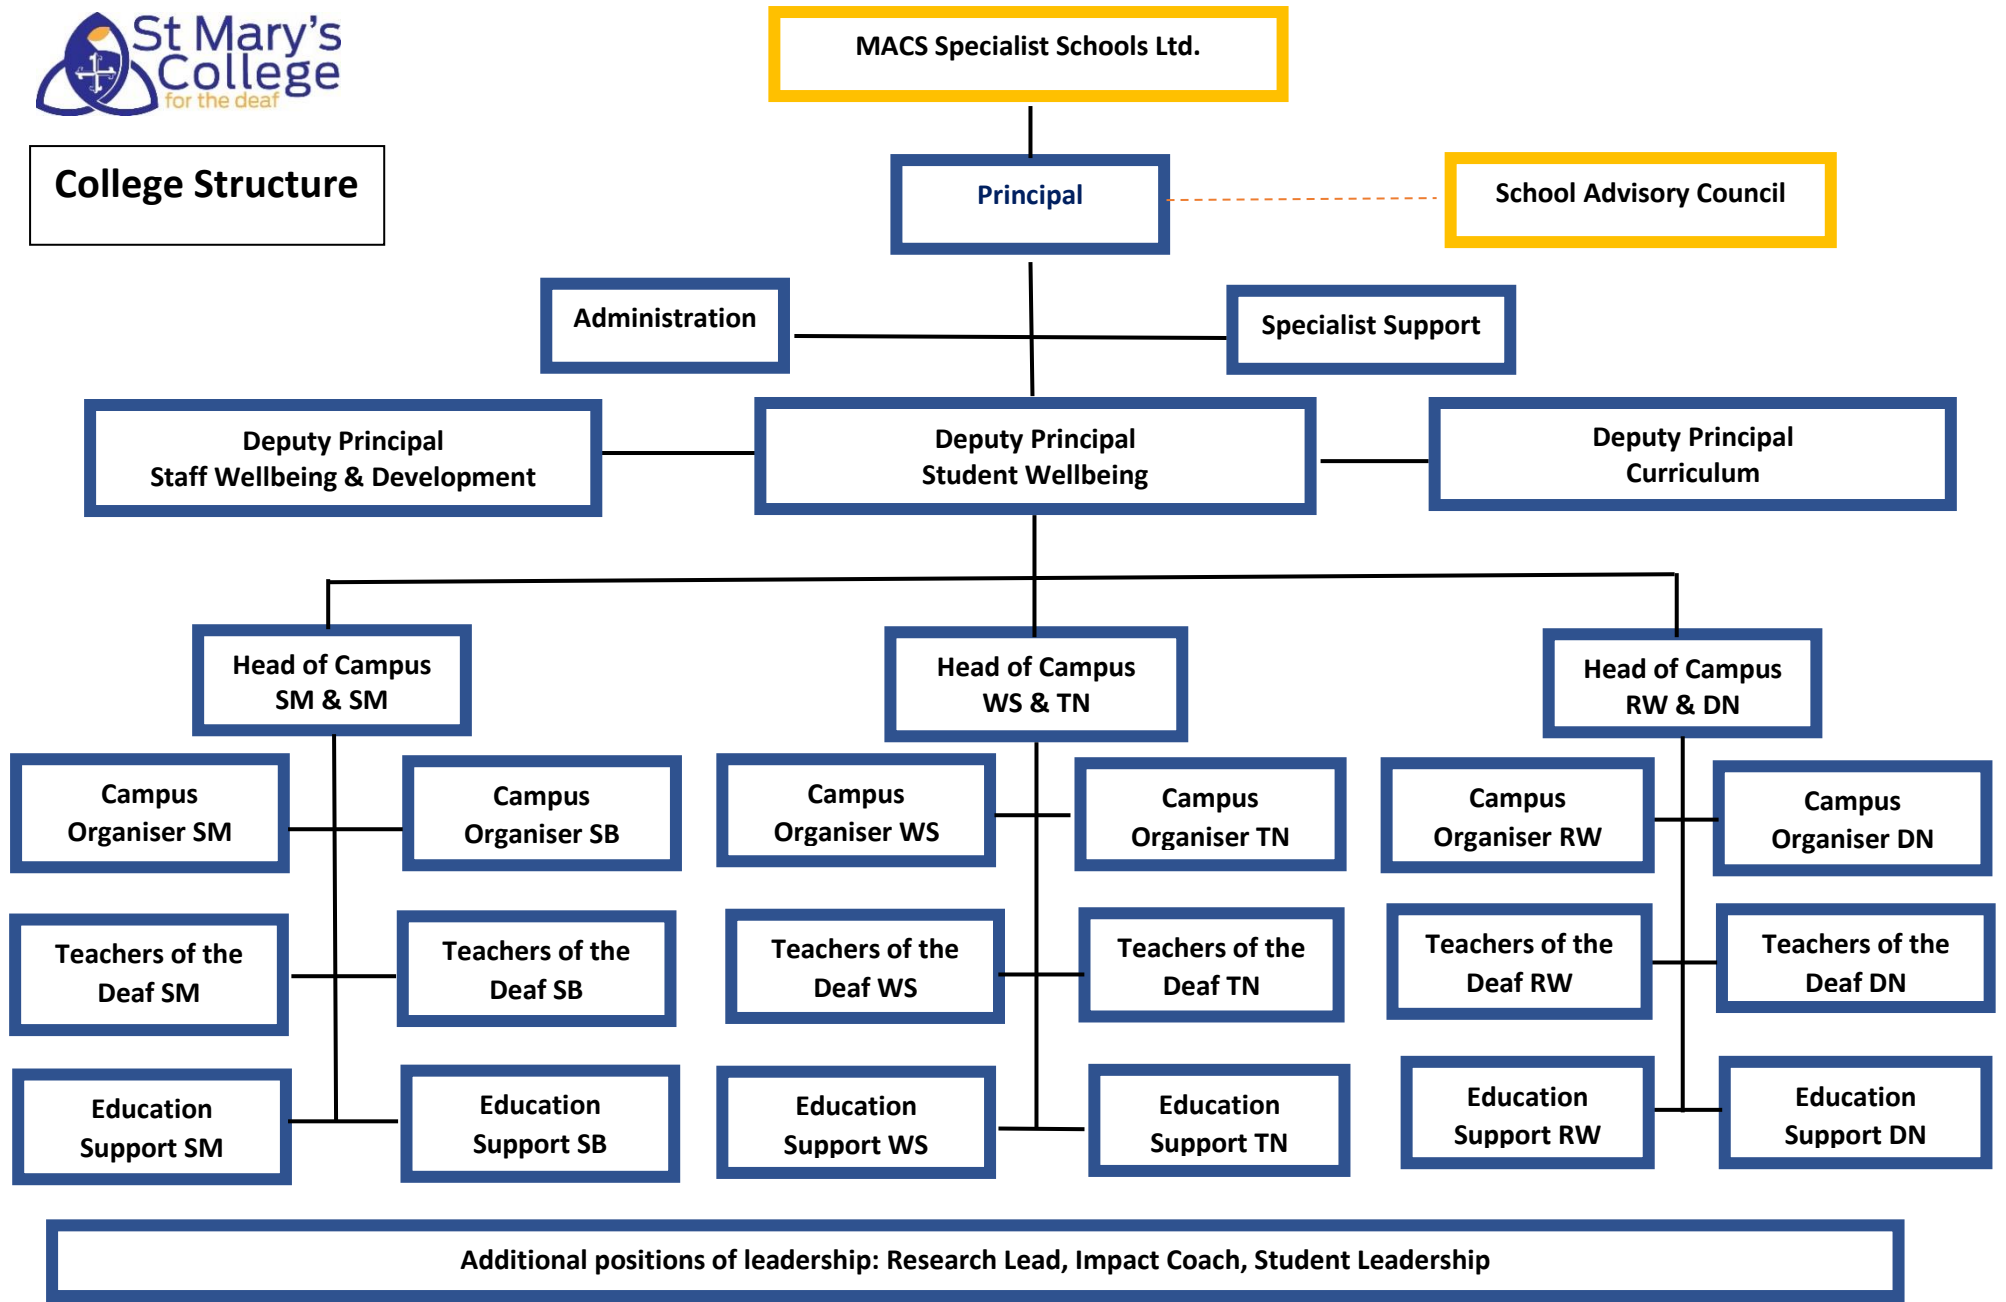 St Mary's
College
for the deaf
MACS Specialist Schools Ltd.
College Structure
Principal
School Advisory Council
Administration
Specialist Support
Deputy Principal
Staff Wellbeing & Development
Deputy Principal
Student Wellbeing
Deputy Principal
Curriculum
Head of Campus
SM & SM
Head of Campus
WS & TN
Head of Campus
RW & DN
Campus
Organiser SM
Campus
Organiser SB
Campus
Organiser WS
Campus
Organiser TN
Campus
Organiser RW
Campus
Organiser DN
Teachers of the
Deaf SM
Teachers of the
Deaf SB
Teachers of the
Deaf WS
Teachers of the
Deaf TN
Teachers of the
Deaf RW
Teachers of the
Deaf DN
Education
Support SM
Education
Support SB
Education
Support WS
Education
Support TN
Education
Support RW
Education
Support DN
Additional positions of leadership: Research Lead, Impact Coach, Student Leadership